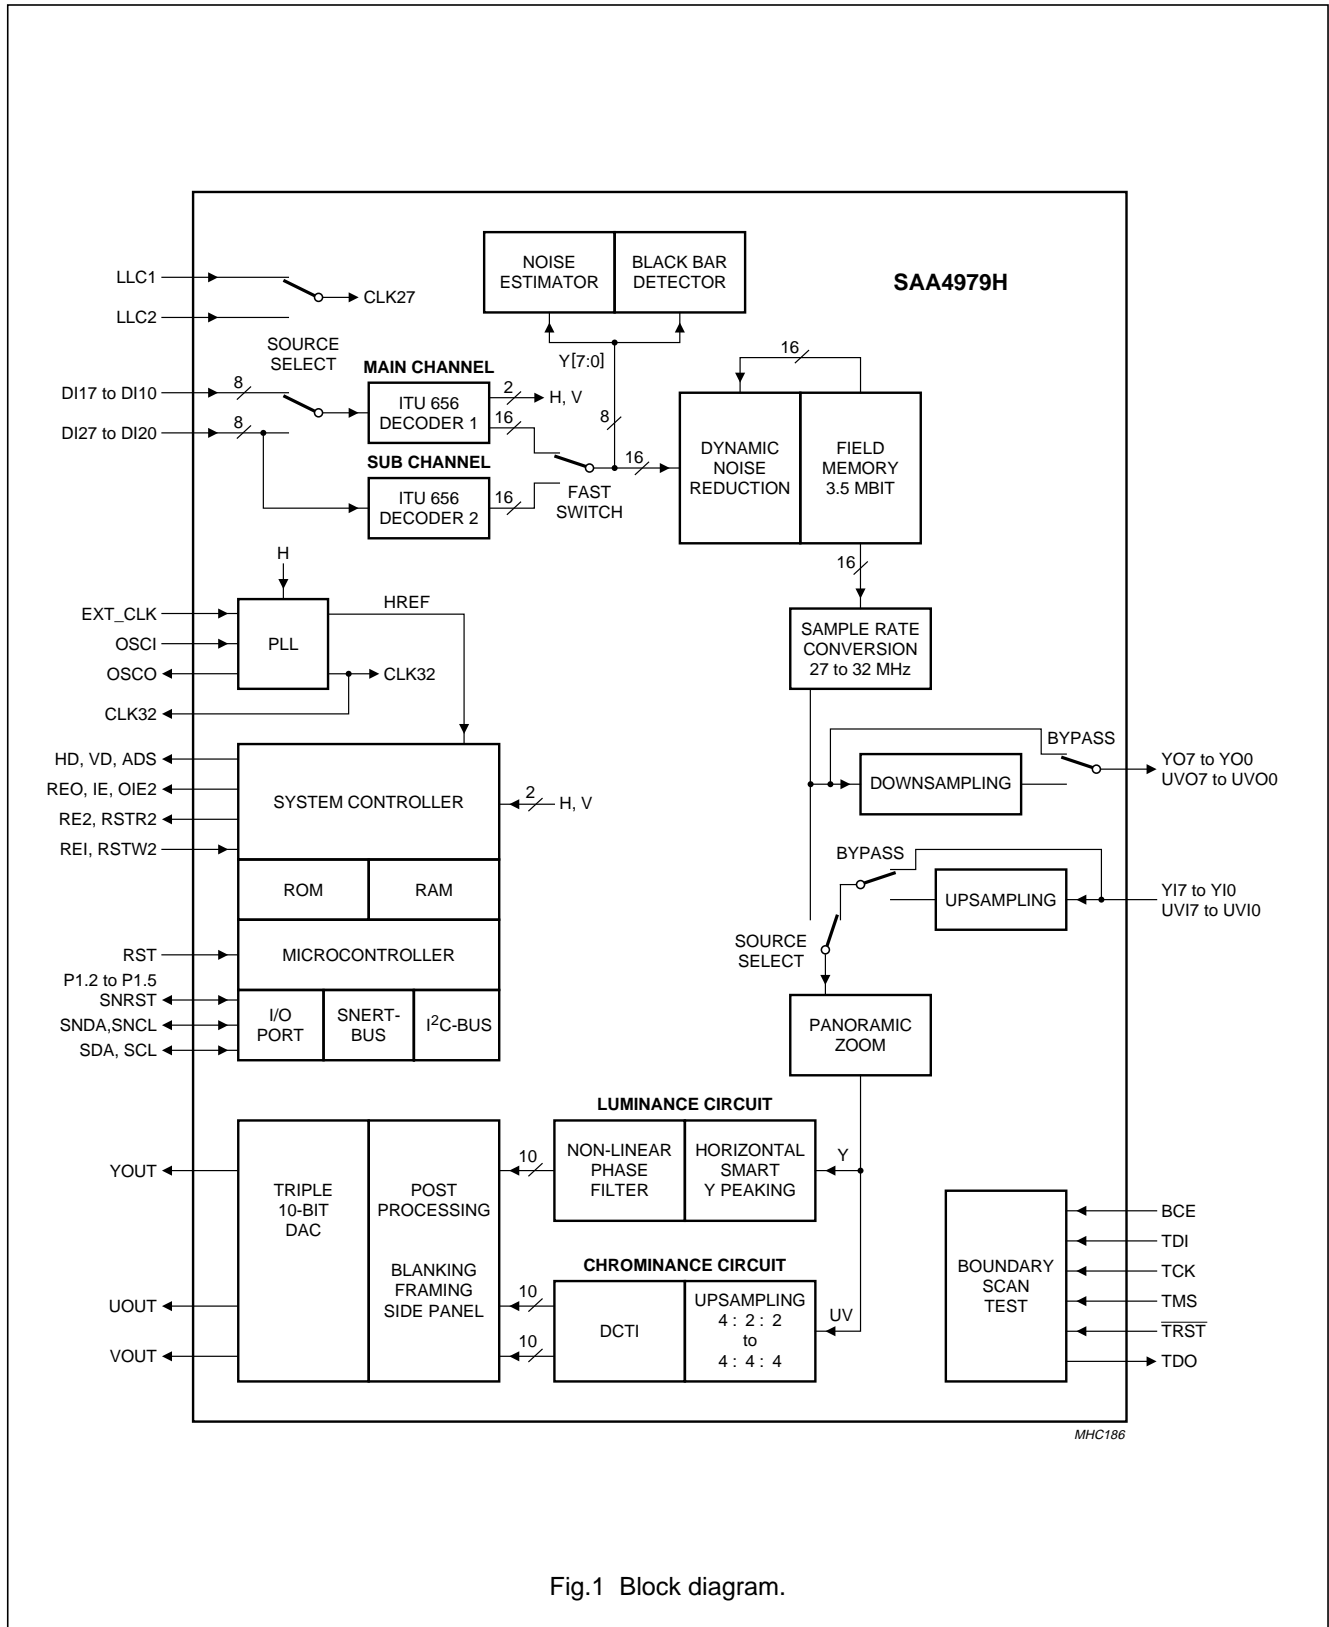 SAA4979H
NOISE
ESTIMATOR
BLACK BAR
DETECTOR
LLC1
CLK27
LLC2
SOURCE
SELECT
MAIN CHANNEL
Y[7:0]
16
DI17 to DI10
8
ITU 656
DECODER 1
2
H, V
16
8
DI27 to DI20
8
SUB CHANNEL
ITU 656
DECODER 2
16
FAST
SWITCH
16
DYNAMIC
NOISE
REDUCTION
FIELD
MEMORY
3.5 MBIT
16
H
EXT_CLK
HREF
OSCI
PLL
OSCO
CLK32
CLK32
SAMPLE RATE
CONVERSION
27 to 32 MHz
BYPASS
HD, VD, ADS
REO, IE, OIE2
RE2, RSTR2
REI, RSTW2
SYSTEM CONTROLLER
2
H, V
DOWNSAMPLING
YO7 to YO0
UVO7 to UVO0
BYPASS
ROM
RAM
UPSAMPLING
YI7 to YI0
UVI7 to UVI0
SOURCE
SELECT
RST
MICROCONTROLLER
P1.2 to P1.5
SNRST
SNDA,SNCL
SDA, SCL
I/O
PORT
SNERT-
BUS
I2C-BUS
PANORAMIC
ZOOM
LUMINANCE CIRCUIT
YOUT
TRIPLE
10-BIT
DAC
POST
PROCESSING
BLANKING
FRAMING
SIDE PANEL
10
NON-LINEAR
PHASE
FILTER
HORIZONTAL
SMART
Y PEAKING
Y
CHROMINANCE CIRCUIT
UOUT
10
VOUT
10
DCTI
UPSAMPLING
4 : 2 : 2
to
4 : 4 : 4
UV
BOUNDARY
SCAN
TEST
BCE
TDI
TCK
TMS
TRST
TDO
MHC186
Fig.1 Block diagram.